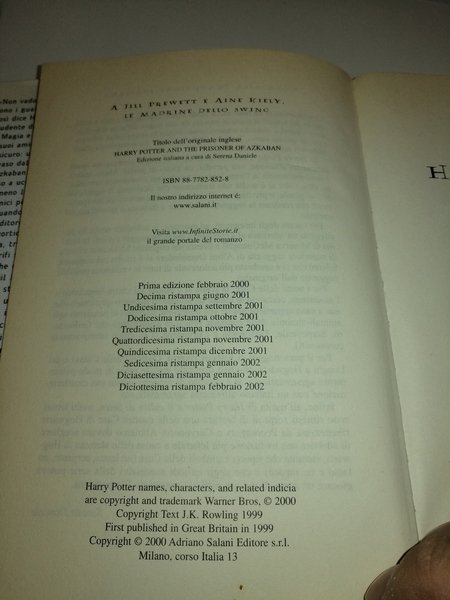 A JILL PREWETT E AINE KIELY,
LE MADRINE DELLO SWING
Titolo dell'originale inglese
HARRY POTTER AND THE PRISONER OF AZKABAN
Edizione italiana a cura di Serena Daniele
ISBN 88-7782-852-8
Il nostro indirizzo internet é:
www.salani.it
Visita www.InfiniteStorie.it
il grande portale del romanzo
Prima edizione febbraio 2000
Decima ristampa giugno 2001
Undicesima ristampa settembre 2001
Dodicesima ristampa ottobre 2001
Tredicesima ristampa novembre 2001
Quattordicesima ristampa novembre 2001
Quindicesima ristampa dicembre 2001
Sedicesima ristampa gennaio 2002
Diciasettesima ristampa gennaio 2002
Diciottesima ristampa febbraio 2002
Harry Potter names, characters, and related indicia
are copyright and trademark Warner Bros, © 2000
Copyright Text J.K. Rowling 1999
First published in Great Britain in 1999
Copyright © 2000 Adriano Salani Editore s.r.l.
Milano, corso Italia 13
H